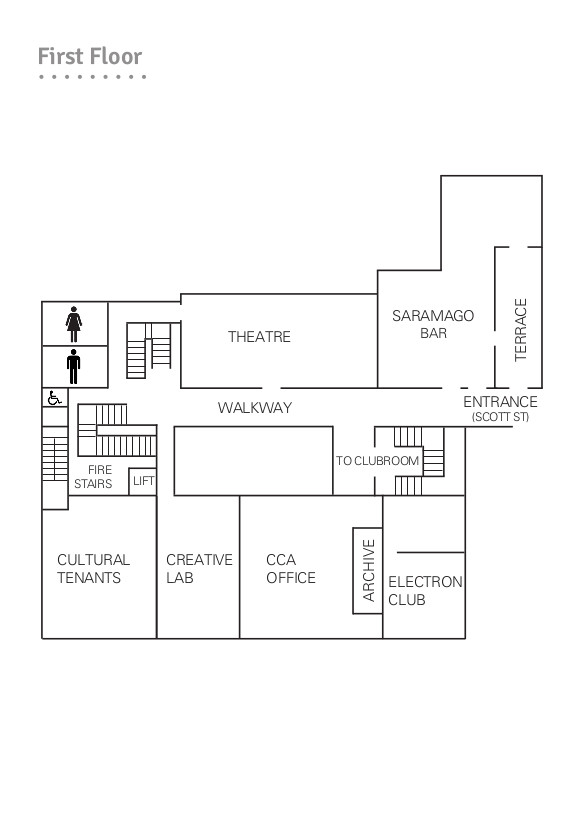 First Floor
SARAMAGO
BAR
TERRACE
THEATRE
WALKWAY
ENTRANCE
(SCOTT ST)
TO CLUBROOM
FIRE
STAIRS
LIFT
CULTURAL
TENANTS
CREATIVE
LAB
CCA
OFFICE
ARCHIVE
ELECTRON
CLUB